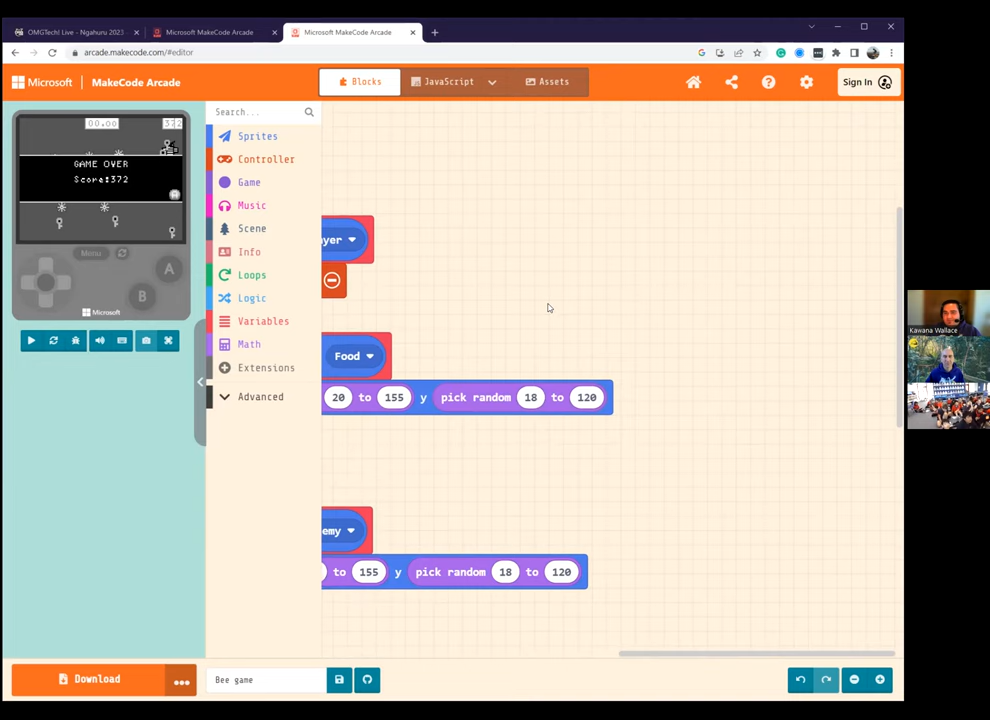 OMGTech! Live - Ngahuru 2023
Microsoft MakeCode Arcade
Microsoft MakeCode Arcade
arcade.makecode.com/#editor
Microsoft
MakeCode Arcade
Blocks
JavaScript
Assets
Sign In
Search...
00.00
372
GAME OVER
Score:372
Menu
A
B
Microsoft
Sprites
Controller
Game
Music
Scene
Info
Loops
Logic
Variables
Math
Extensions
Advanced
yer
Food
20 to 155 y pick random 18 to 120
emy
to 155 y pick random 18 to 120
Kawana Wallace
Download
Bee game